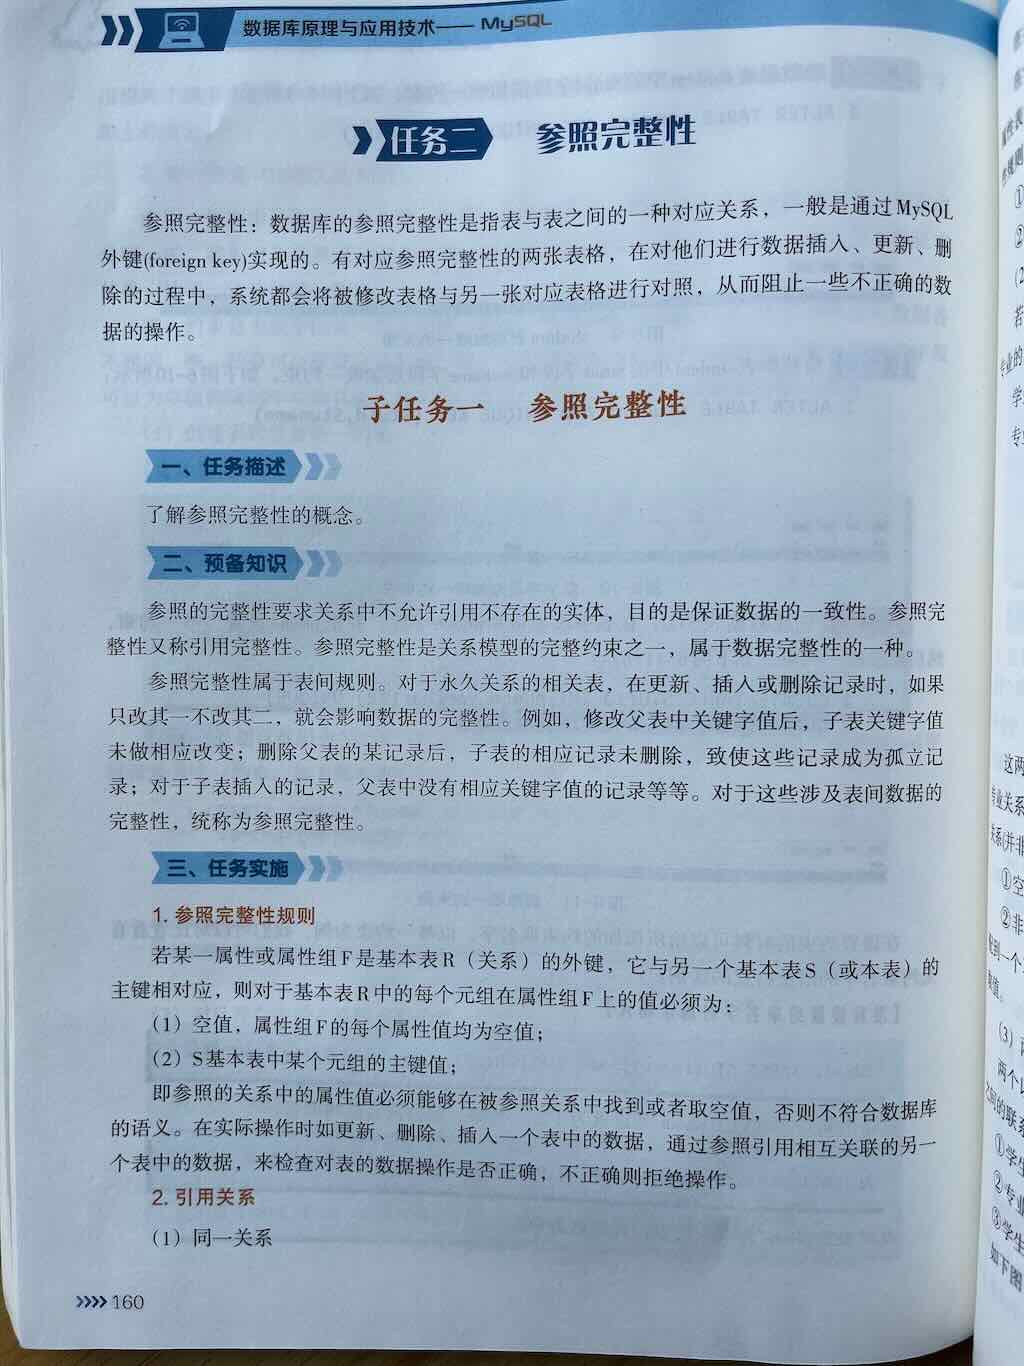 数据库原理与应用技术—— MySQL
任务二 参照完整性
参照完整性：数据库的参照完整性是指表与表之间的一种对应关系，一般是通过MySQL
外键(foreign key)实现的。有对应参照完整性的两张表格，在对他们进行数据插入、更新、删
除的过程中，系统都会将被修改表格与另一张对应表格进行对照，从而阻止一些不正确的数
据的操作。
子任务一 参照完整性
一、任务描述
了解参照完整性的概念。
二、预备知识
参照的完整性要求关系中不允许引用不存在的实体，目的是保证数据的一致性。参照完
整性又称引用完整性。参照完整性是关系模型的完整约束之一，属于数据完整性的一种。
参照完整性属于表间规则。对于永久关系的相关表，在更新、插入或删除记录时，如果
只改其一不改其二，就会影响数据的完整性。例如，修改父表中关键字值后，子表关键字值
未做相应改变；删除父表的某记录后，子表的相应记录未删除，致使这些记录成为孤立记
录；对于子表插入的记录，父表中没有相应关键字值的记录等等。对于这些涉及表间数据的
完整性，统称为参照完整性。
三、任务实施
1. 参照完整性规则
若某一属性或属性组F是基本表R（关系）的外键，它与另一个基本表S（或本表）的
主键相对应，则对于基本表R中的每个元组在属性组F上的值必须为：
（1）空值，属性组F的每个属性值均为空值；
（2）S基本表中某个元组的主键值；
即参照的关系中的属性值必须能够在被参照关系中找到或者取空值，否则不符合数据库
的语义。在实际操作时如更新、删除、插入一个表中的数据，通过参照引用相互关联的另一
个表中的数据，来检查对表的数据操作是否正确，不正确则拒绝操作。
2. 引用关系
（1）同一关系
160